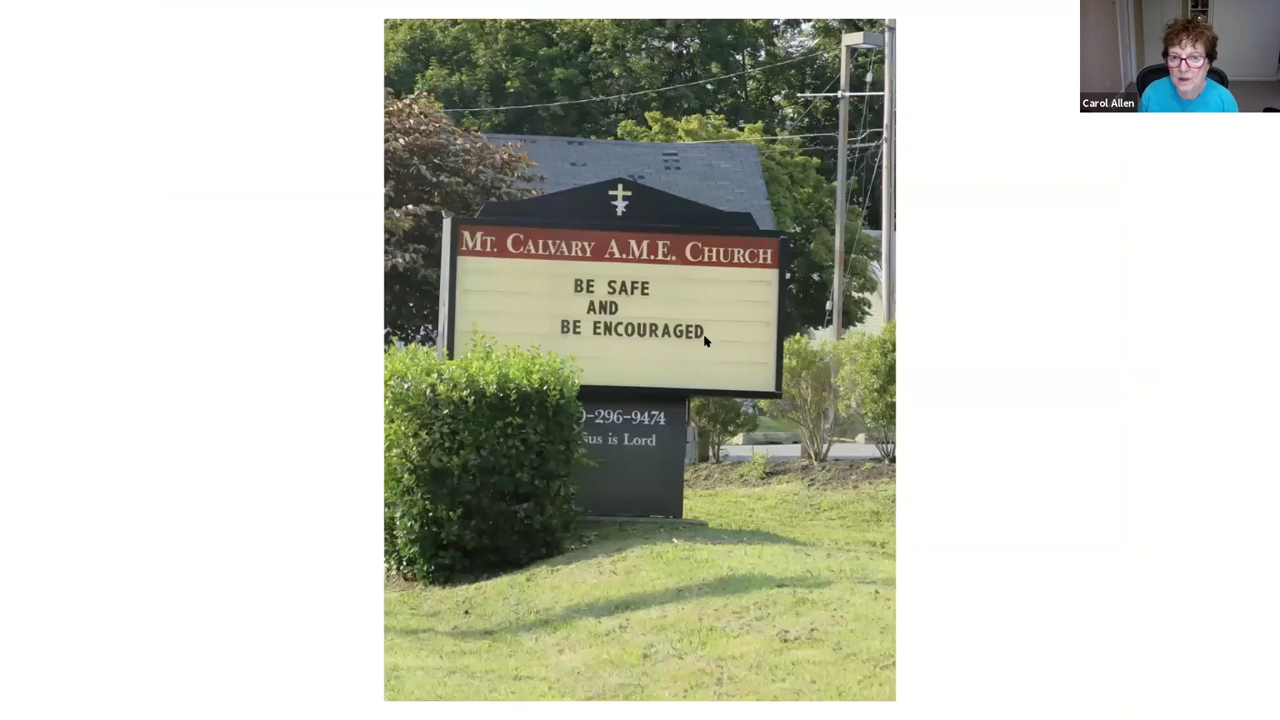 MT. CALVARY A.M.E. CHURCH
BE SAFE
AND
BE ENCOURAGED
-296-9474
is Lord
Carol Allen